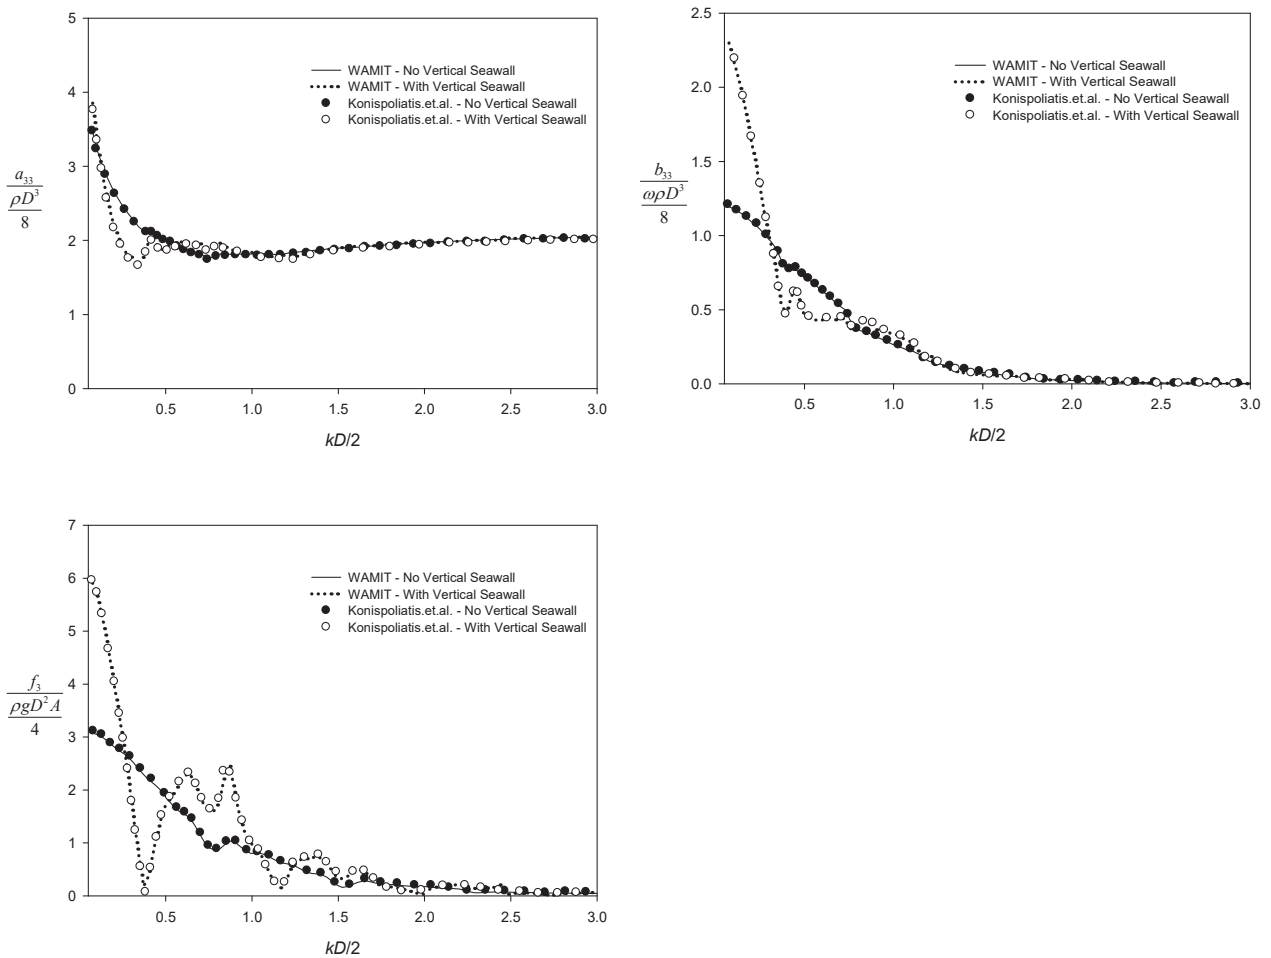 5
4
3
2
1
0
0.5 1.0 1.5 2.0 2.5 3.0
kD/2
a33
ρD3
8
WAMIT - No Vertical Seawall
WAMIT - With Vertical Seawall
Konispoliatis.et.al. - No Vertical Seawall
Konispoliatis.et.al. - With Vertical Seawall
2.5
2.0
1.5
1.0
0.5
0.0
0.5 1.0 1.5 2.0 2.5 3.0
kD/2
b33
ωρD3
8
WAMIT - No Vertical Seawall
WAMIT - With Vertical Seawall
Konispoliatis.et.al. - No Vertical Seawall
Konispoliatis.et.al. - With Vertical Seawall
7
6
5
4
3
2
1
0
0.5 1.0 1.5 2.0 2.5 3.0
kD/2
f3
ρgD2A
4
WAMIT - No Vertical Seawall
WAMIT - With Vertical Seawall
Konispoliatis.et.al. - No Vertical Seawall
Konispoliatis.et.al. - With Vertical Seawall